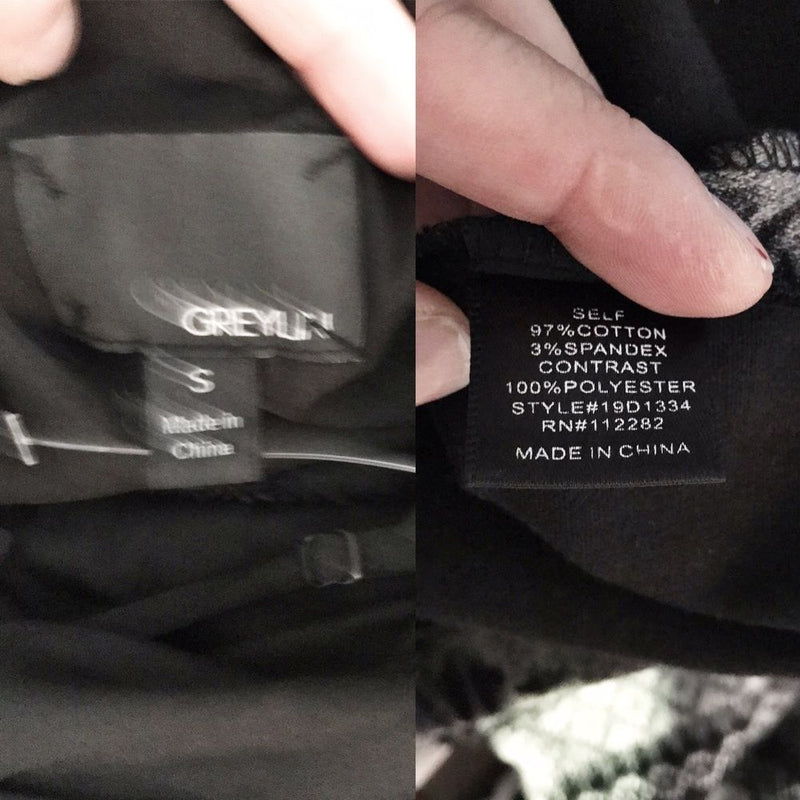 GREYLIN
S
Made in
China
SELF
97%COTTON
3%SPANDEX
CONTRAST
100%POLYESTER
STYLE#19D1334
RN#112282
MADE IN CHINA